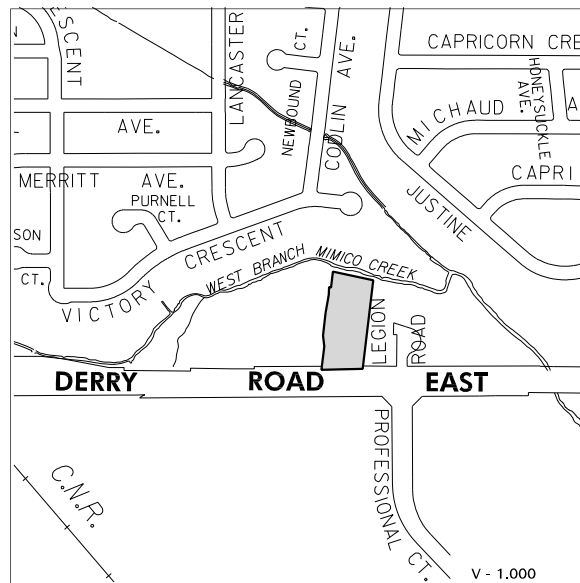 ESCENT
LANCASTER
CT.
NEWBOUND
CODLIN AVE.
CAPRICORN CRE
HONEYSUCKLE
AVE.
MICHAUD
A
AVE.
MERRITT AVE.
PURNELL
CT.
CAPRI
JUSTINE
SON
CT.
VICTORY CRESCENT
WEST BRANCH MIMICO CREEK
LEGION
ROAD
DERRY ROAD EAST
PROFESSIONAL CT.
C.N.R.
V - 1.000